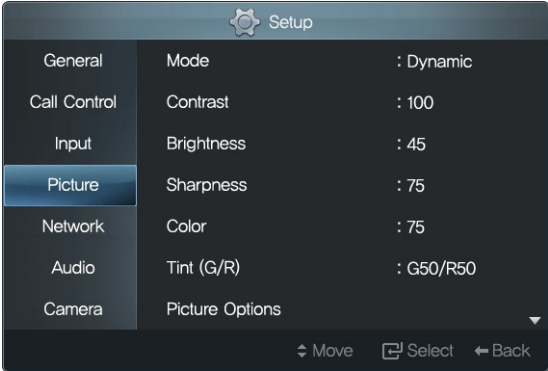 Setup
General
Mode : Dynamic
Call Control
Contrast : 100
Input
Brightness : 45
Picture
Sharpness : 75
Network
Color : 75
Audio
Tint (G/R) : G50/R50
Camera
Picture Options
Move Select Back